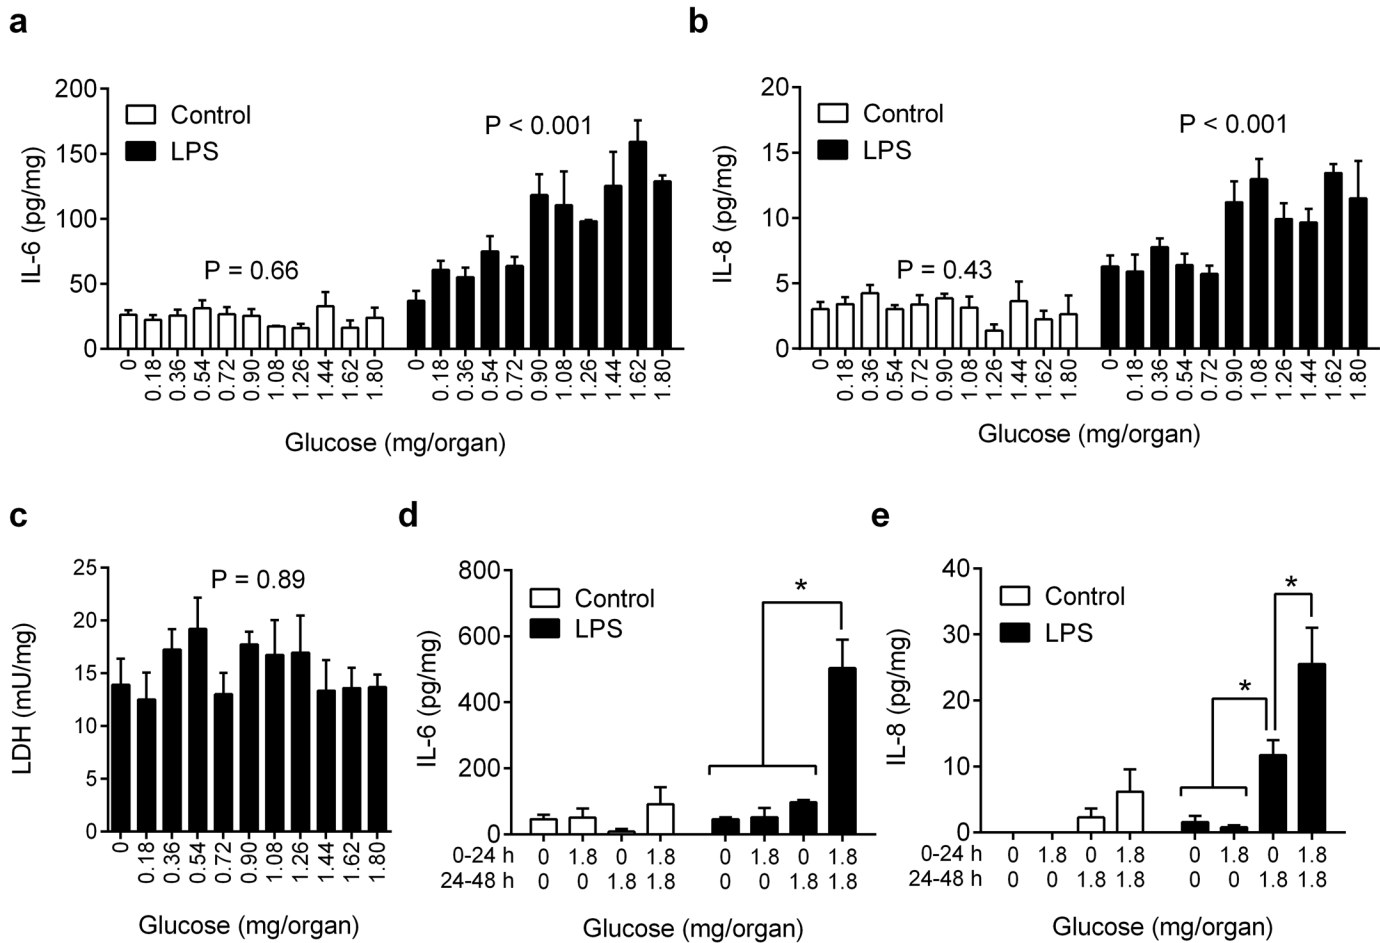 a
200
150
100
50
0
IL-6 (pg/mg)
Control
LPS
P = 0.66
P < 0.001
0 0.18 0.36 0.54 0.72 0.90 1.08 1.26 1.44 1.62 1.80 0 0.18 0.36 0.54 0.72 0.90 1.08 1.26 1.44 1.62 1.80
Glucose (mg/organ)
b
20
15
10
5
0
IL-8 (pg/mg)
Control
LPS
P = 0.43
P < 0.001
0 0.18 0.36 0.54 0.72 0.90 1.08 1.26 1.44 1.62 1.80 0 0.18 0.36 0.54 0.72 0.90 1.08 1.26 1.44 1.62 1.80
Glucose (mg/organ)
c
25
20
15
10
5
0
LDH (mU/mg)
P = 0.89
0 0.18 0.36 0.54 0.72 0.90 1.08 1.26 1.44 1.62 1.80
Glucose (mg/organ)
d
800
600
400
200
0
IL-6 (pg/mg)
Control
LPS
*
0-24 h 0 1.8 0 1.8 0 1.8 0 1.8
24-48 h 0 0 1.8 1.8 0 0 1.8 1.8
Glucose (mg/organ)
e
40
30
20
10
0
IL-8 (pg/mg)
Control
LPS
*
*
0-24 h 0 1.8 0 1.8 0 1.8 0 1.8
24-48 h 0 0 1.8 1.8 0 0 1.8 1.8
Glucose (mg/organ)